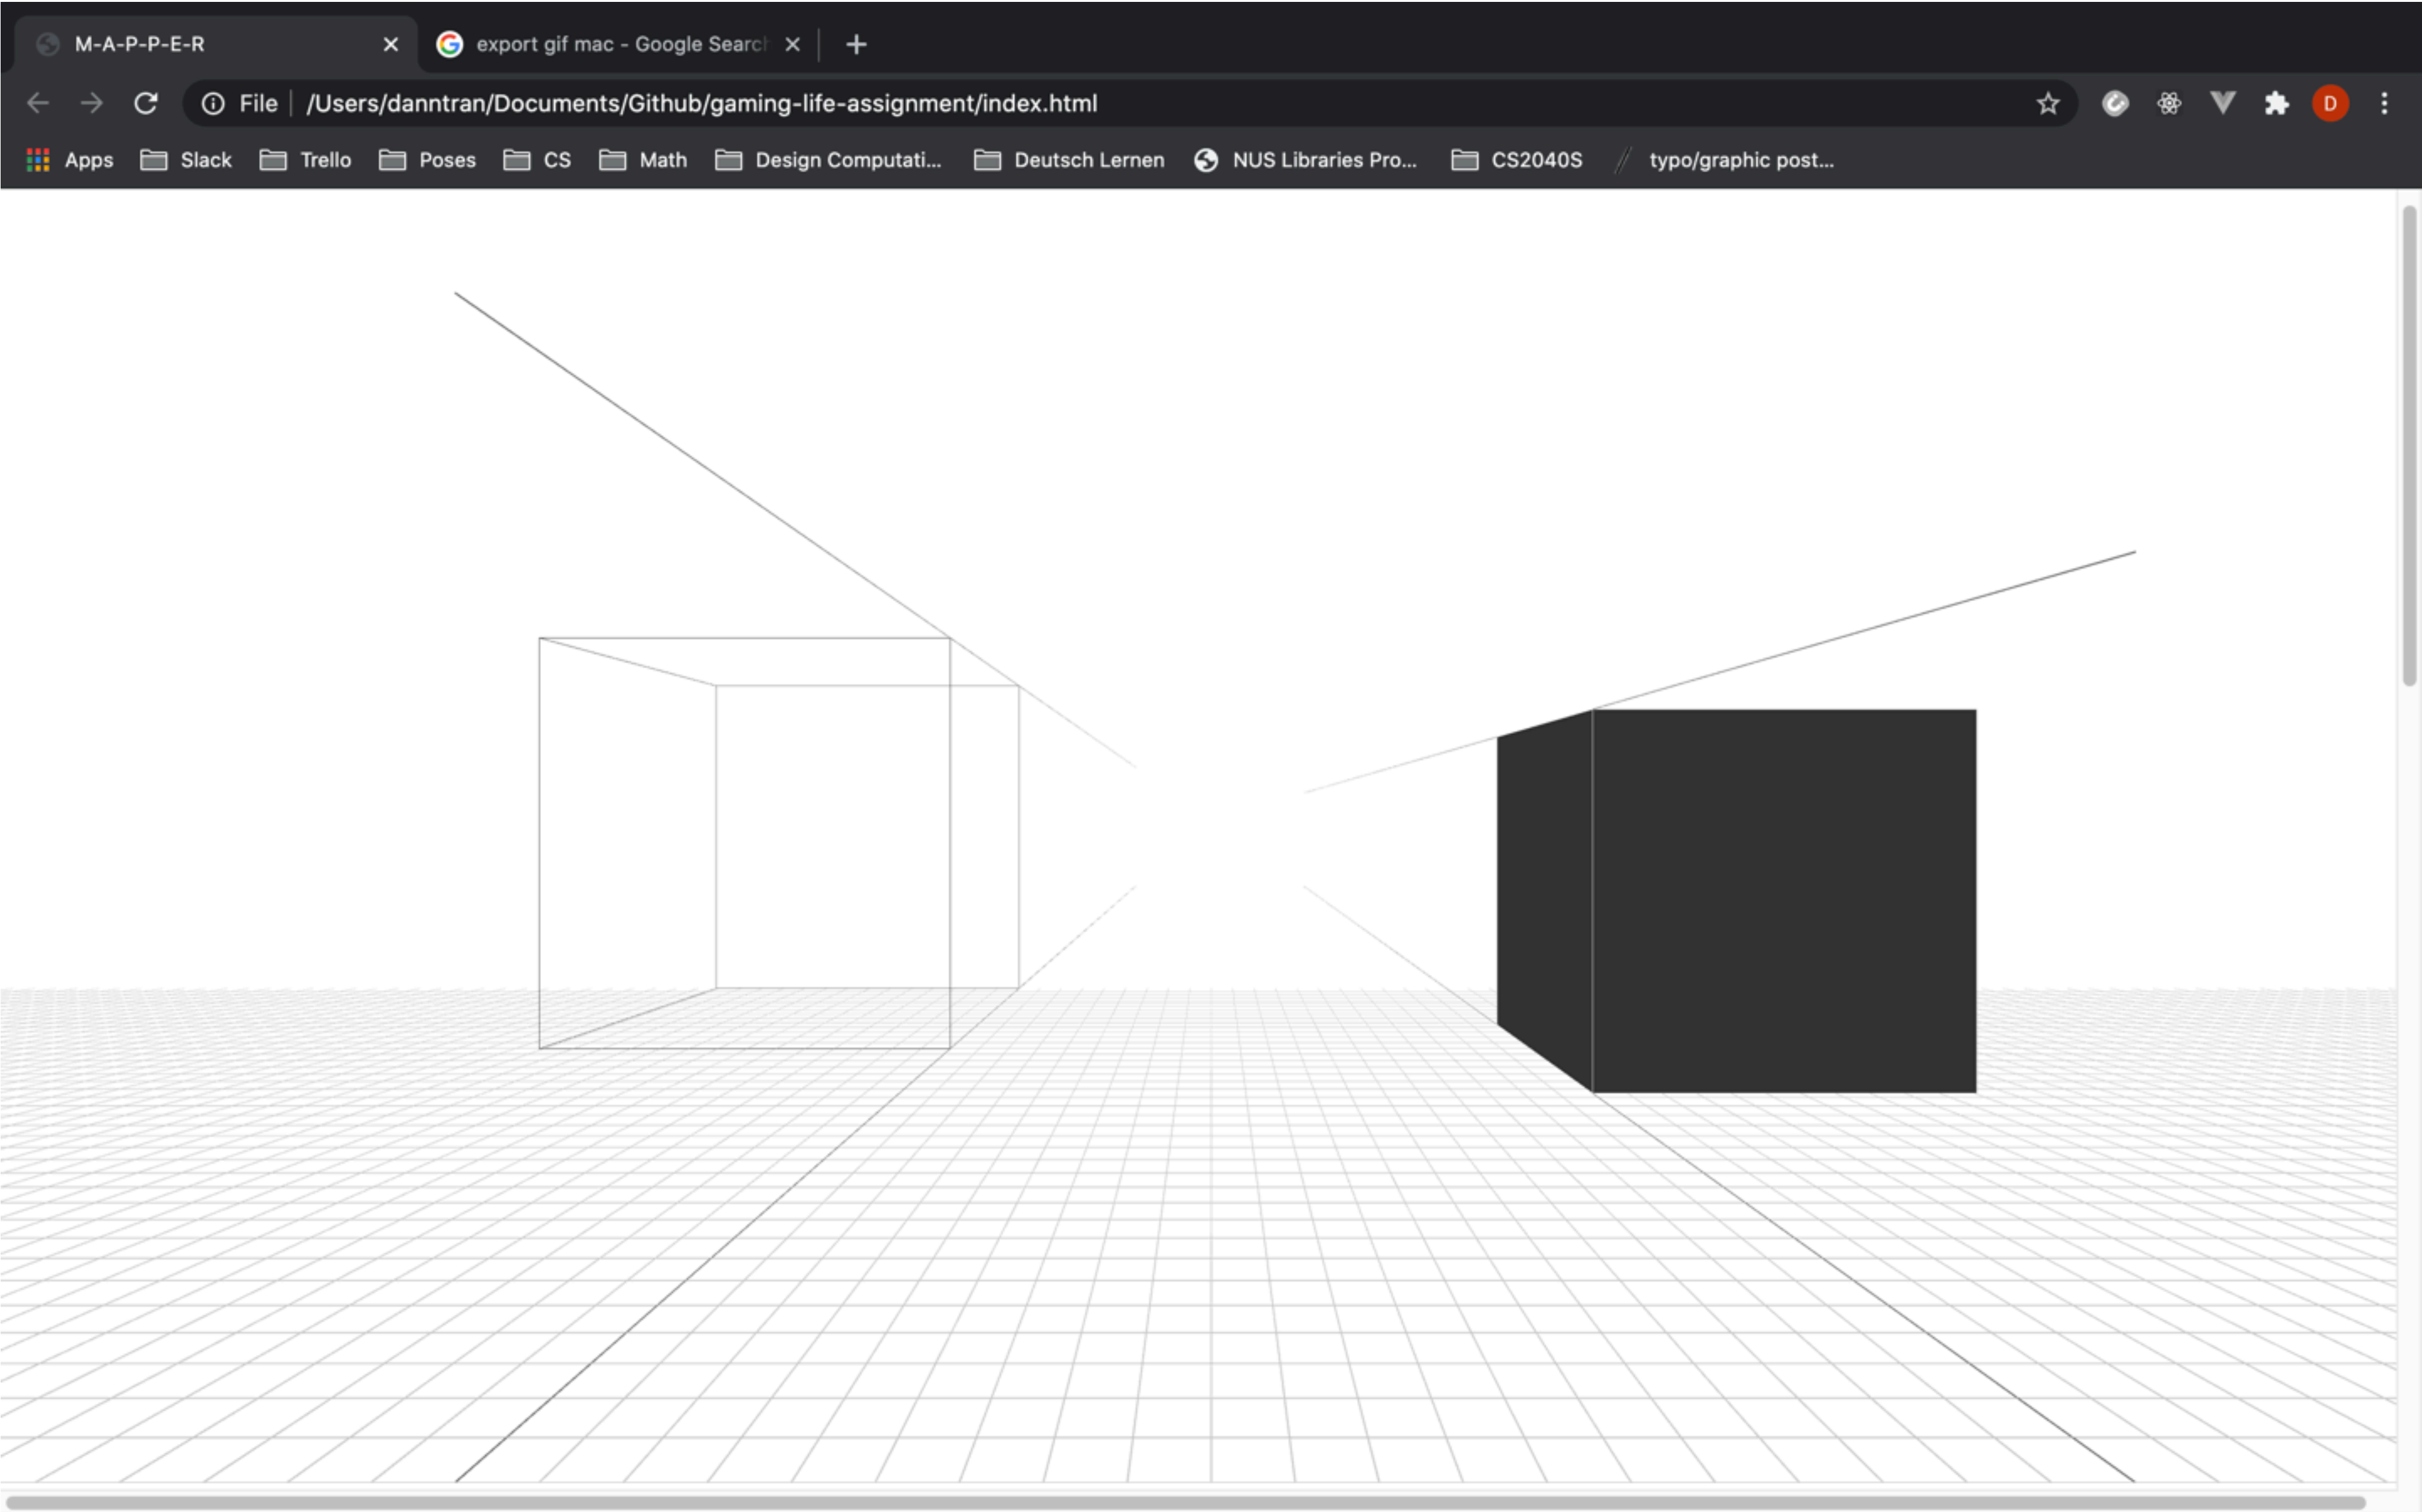 M-A-P-P-E-R export gif mac - Google Search
File /Users/danntran/Documents/Github/gaming-life-assignment/index.html D
Apps Slack Trello Poses CS Math Design Computati... Deutsch Lernen NUS Libraries Pro... CS2040S typo/graphic post...